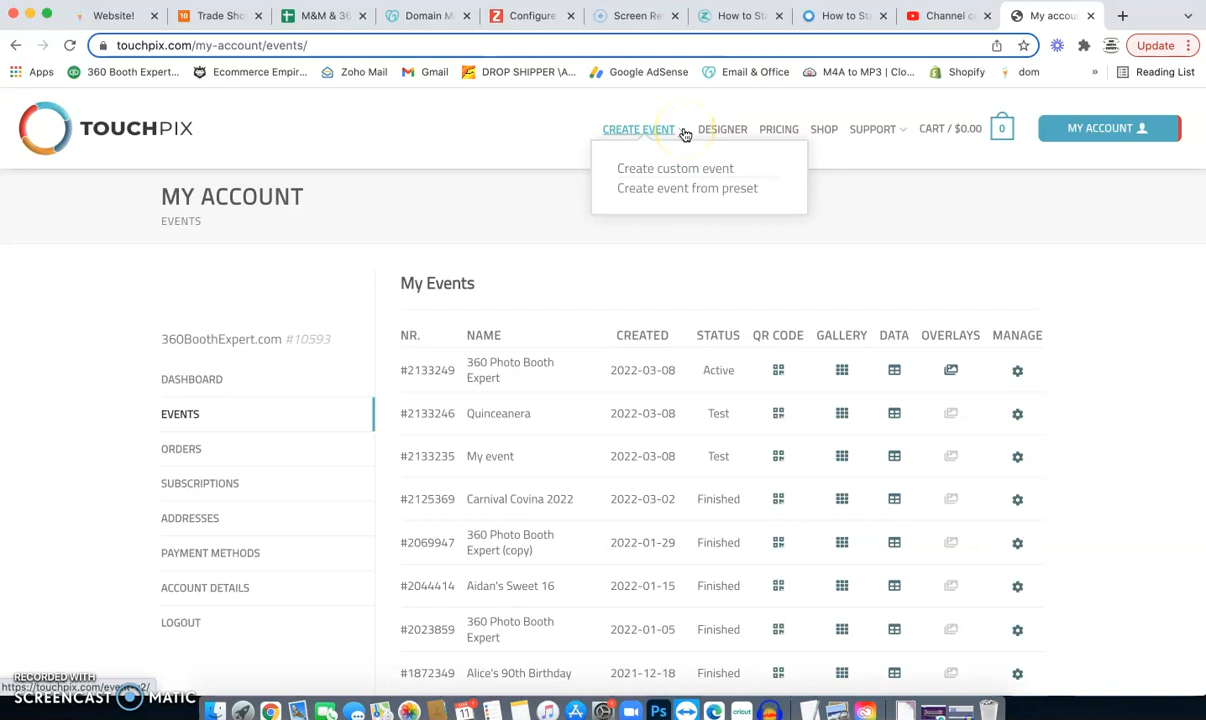 Website!
Trade Sho
M&M & 36
Domain M
Configure
Screen Re
How to Sta
How to Sta
Channel c
My accou
touchpix.com/my-account/events/
Update
Apps
360 Booth Expert...
Ecommerce Empir...
Zoho Mail
Gmail
DROP SHIPPER \A...
Google AdSense
Email & Office
M4A to MP3 | Clo...
Shopify
dom
»
Reading List
TOUCHPIX
CREATE EVENT
DESIGNER
PRICING
SHOP
SUPPORT
CART / $0.00
0
MY ACCOUNT
Create custom event
Create event from preset
MY ACCOUNT
EVENTS
360BoothExpert.com #10593
DASHBOARD
EVENTS
ORDERS
SUBSCRIPTIONS
ADDRESSES
PAYMENT METHODS
ACCOUNT DETAILS
LOGOUT
My Events
NR. NAME CREATED STATUS QR CODE GALLERY DATA OVERLAYS MANAGE
#2133249 360 Photo Booth Expert 2022-03-08 Active
#2133246 Quinceanera 2022-03-08 Test
#2133235 My event 2022-03-08 Test
#2125369 Carnival Covina 2022 2022-03-02 Finished
#2069947 360 Photo Booth Expert (copy) 2022-01-29 Finished
#2044414 Aidan's Sweet 16 2022-01-15 Finished
#2023859 360 Photo Booth Expert 2022-01-05 Finished
#1872349 Alice's 90th Birthday 2021-12-18 Finished
RECORDED WITH
SCREENCAST MATIC